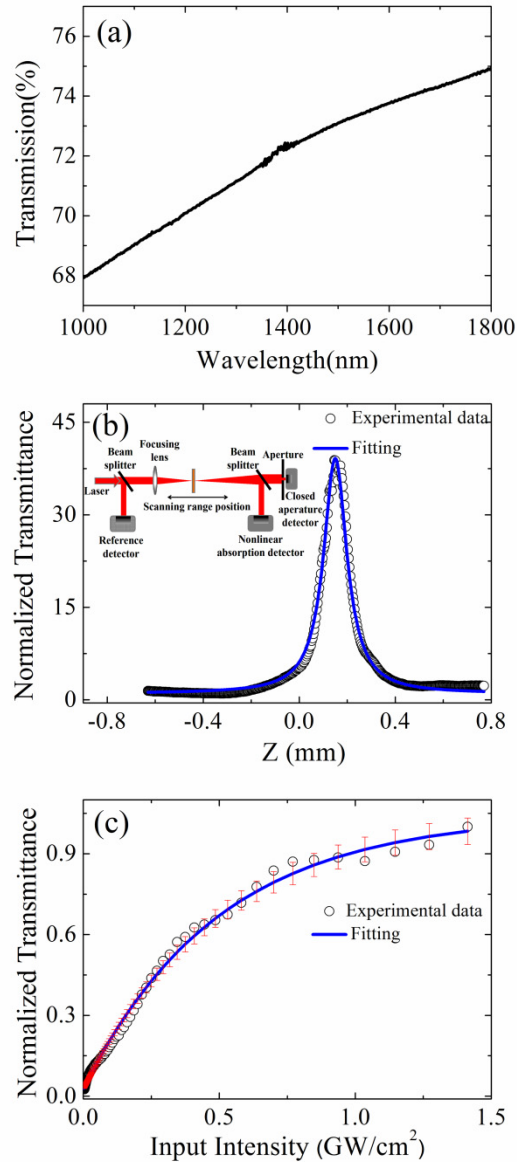 (a)
Transmission(%)
76
74
72
70
68
1000 1200 1400 1600 1800
Wavelength(nm)
(b)
Normalized Transmittance
45
30
15
0
Experimental data
Fitting
Beam
splitter
Focusing
lens
Laser
Scanning range position
Reference
detector
Beam
splitter
Aperture
Closed
aperature
detector
Nonlinear
absorption detector
-0.8 -0.4 0.0 0.4 0.8
Z (mm)
(c)
Normalized Transmittance
0.9
0.6
0.3
0.0
Experimental data
Fitting
0.0 0.5 1.0 1.5
Input Intensity (GW/cm²)